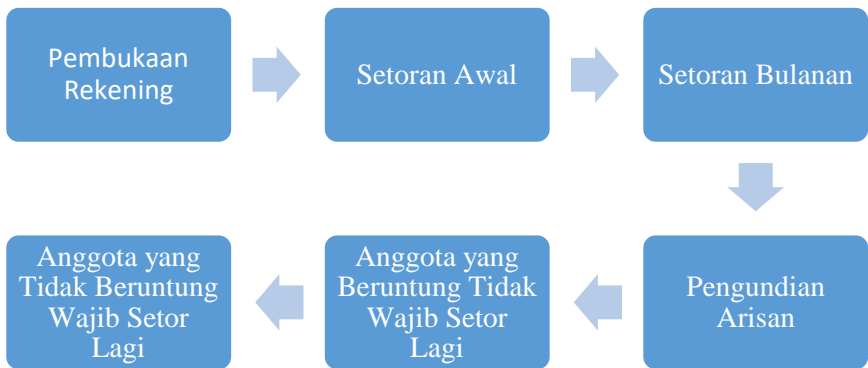 Pembukaan
Rekening
Setoran Awal
Setoran Bulanan
Pengundian
Arisan
Anggota yang
Beruntung Tidak
Wajib Setor
Lagi
Anggota yang
Tidak Beruntung
Wajib Setor
Lagi